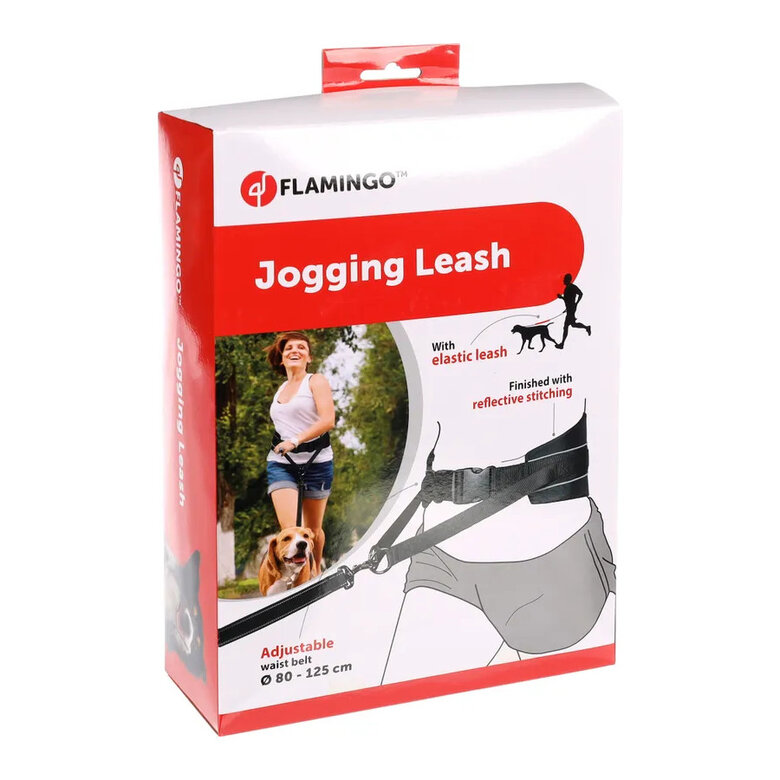 FLAMINGO™
Jogging Leash
With
elastic leash
Finished with
reflective stitching
Adjustable
waist belt
Ø 80 - 125 cm
FLAMINGO™
Jogging Leash